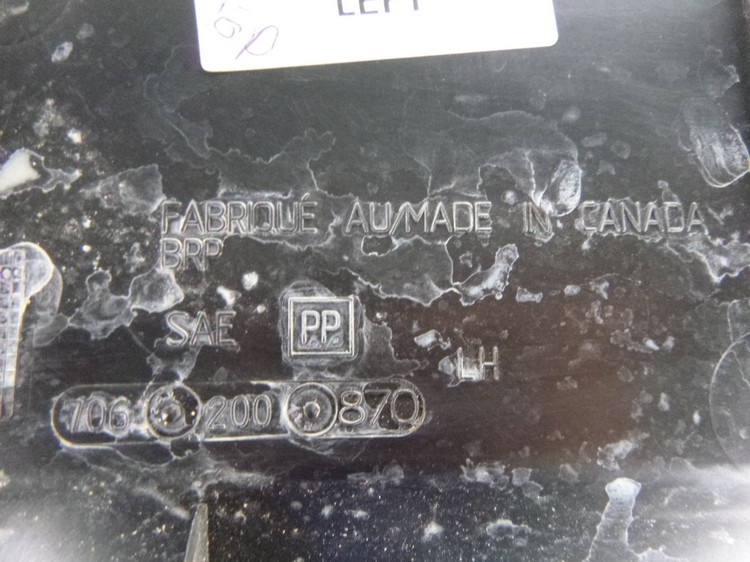 LEFT
FABRIQUÉ AU/MADE IN CANADA
BRP
SAE PP
LH
706 200 870